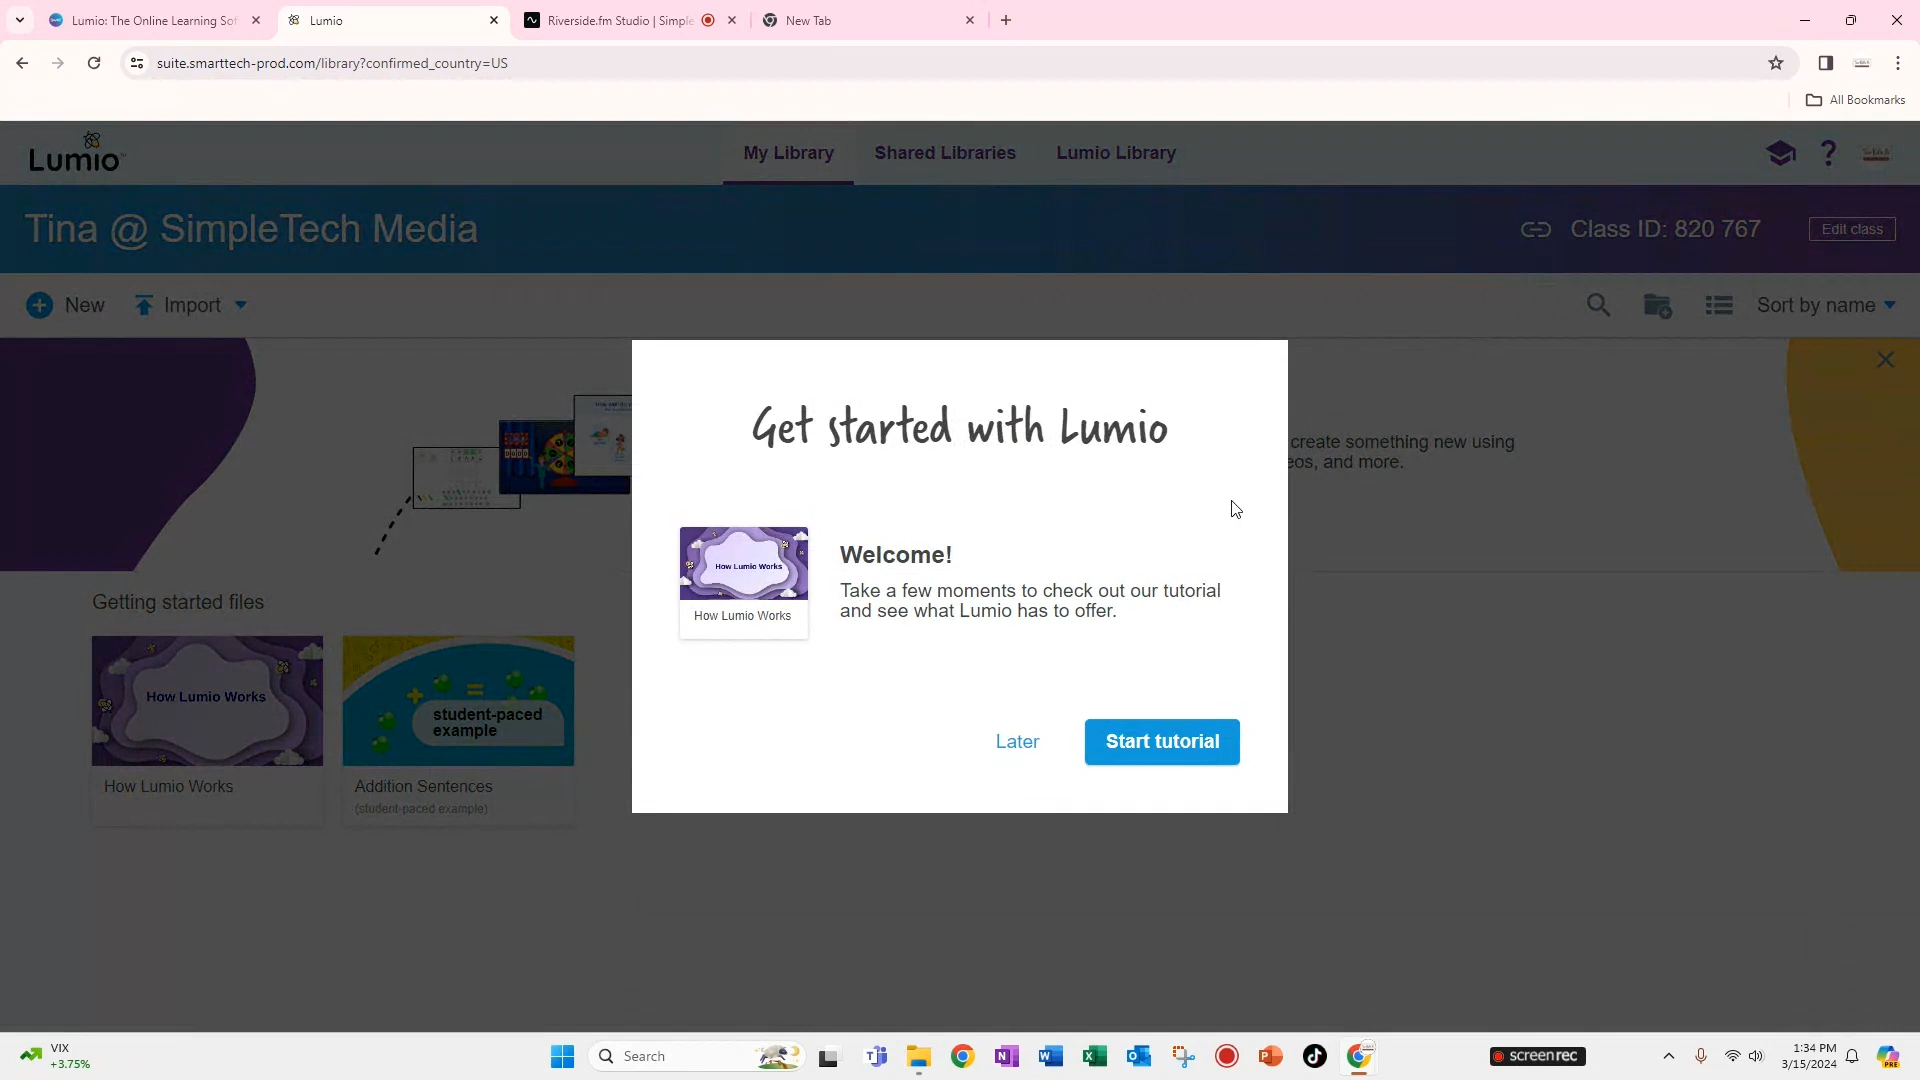 Lumio: The Online Learning Sof
Lumio
Riverside.fm Studio | Simple
New Tab
suite.smarttech-prod.com/library?confirmed_country=US
All Bookmarks
Lumio
My Library
Shared Libraries
Lumio Library
Tina @ SimpleTech Media
Class ID: 820 767
Edit class
New
Import
Sort by name
create something new using
eos, and more.
Get started with Lumio
How Lumio Works
How Lumio Works
Welcome!
Take a few moments to check out our tutorial
and see what Lumio has to offer.
Later
Start tutorial
Getting started files
How Lumio Works
student-paced
example
How Lumio Works
Addition Sentences
(student-paced example)
VIX
+3.75%
Search
screenrec
1:34 PM
3/15/2024